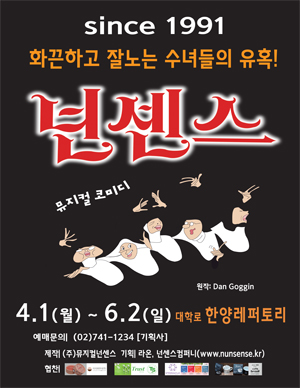 since 1991
화끈하고 잘노는 수녀들의 유혹!
넌센스
뮤지컬 코미디
원작: Dan Goggin
4.1(월) ~ 6.2(일) 대학로 한양레퍼토리
예매문의 (02)741-1234 [기획사]
제작| (주)뮤지컬넌센스 기획| 라온, 넌센스컴퍼니(www.nunsense.kr)
협찬|